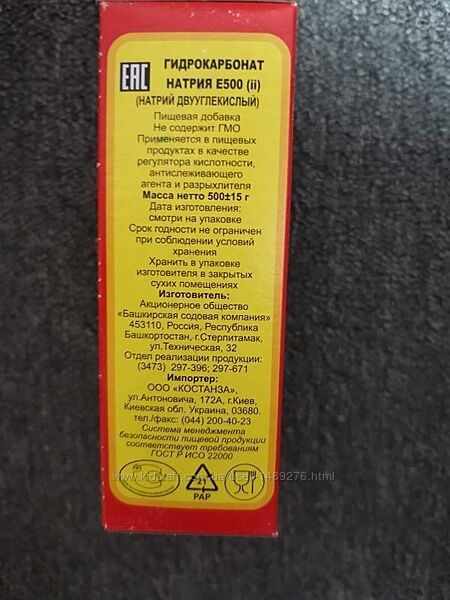 EAC
ГИДРОКАРБОНАТ
НАТРИЯ Е500 (ii)
(НАТРИЙ ДВУУГЛЕКИСЛЫЙ)
Пищевая добавка
Не содержит ГМО
Применяется в пищевых
продуктах в качестве
регулятора кислотности,
антислеживающего
агента и разрыхлителя
Масса нетто 500±15 г
Дата изготовления:
смотри на упаковке
Срок годности не ограничен
при соблюдении условий
хранения
Хранить в упаковке
изготовителя в закрытых
сухих помещениях
Изготовитель:
Акционерное общество
«Башкирская содовая компания»
453110, Россия, Республика
Башкортостан, г.Стерлитамак,
ул.Техническая, 32
Отдел реализации продукции:
(3473) 297-396; 297-671
Импортер:
ООО «КОСТАНЗА»,
ул.Антоновича, 172А, г.Киев,
Киевская обл. Украина, 03680.
тел./факс: (044) 200-40-23
Система менеджмента
безопасности пищевой продукции
соответствует требованиям
ГОСТ Р ИСО 22000
21
PAP